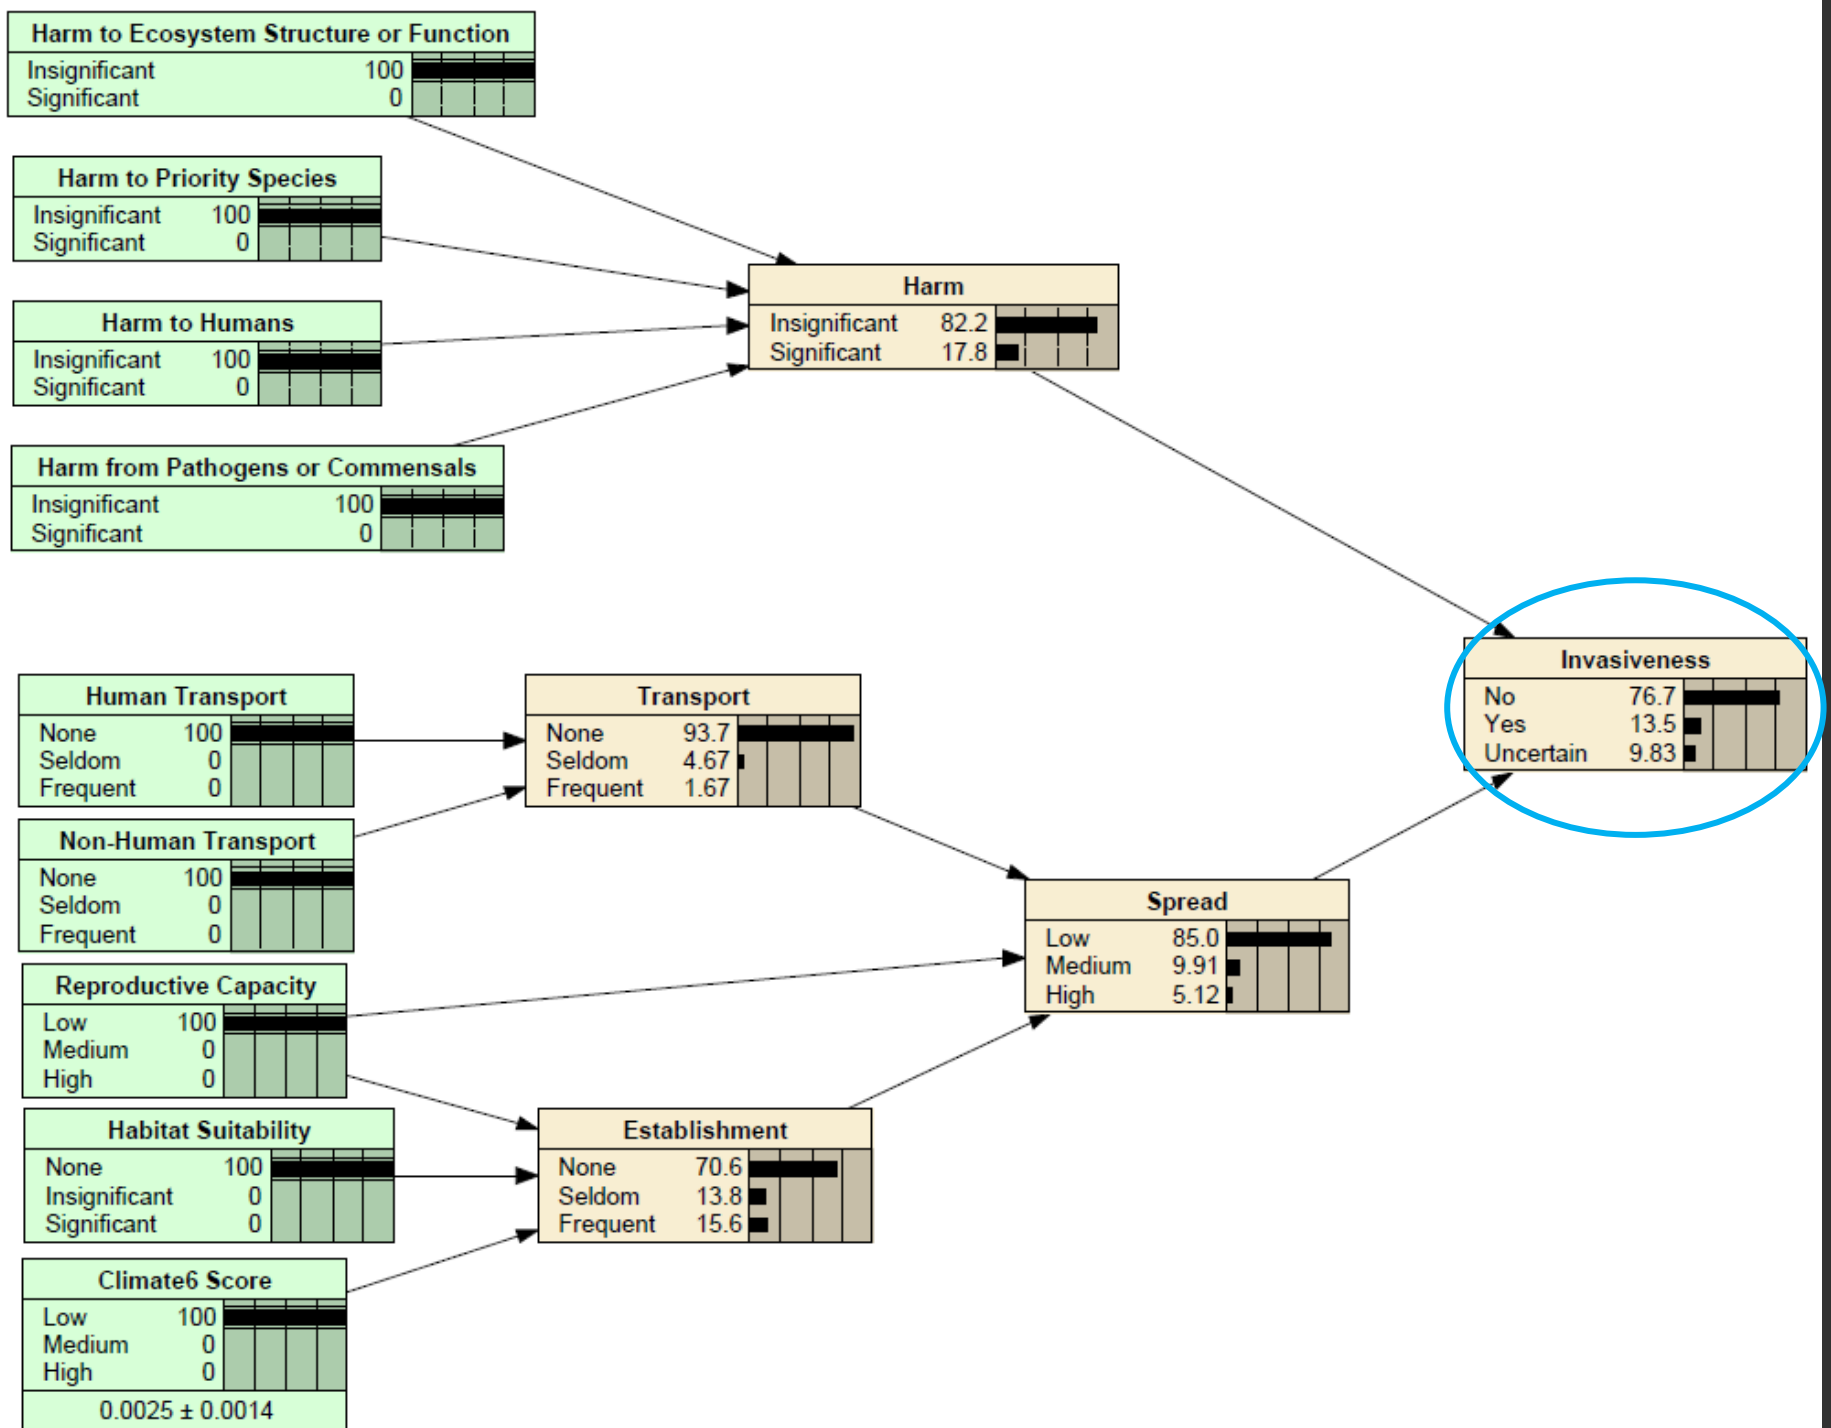 Harm to Ecosystem Structure or Function
Insignificant 100
Significant 0
Harm to Priority Species
Insignificant 100
Significant 0
Harm to Humans
Insignificant 100
Significant 0
Harm from Pathogens or Commensals
Insignificant 100
Significant 0
Harm
Insignificant 82.2
Significant 17.8
Human Transport
None 100
Seldom 0
Frequent 0
Non-Human Transport
None 100
Seldom 0
Frequent 0
Transport
None 93.7
Seldom 4.67
Frequent 1.67
Reproductive Capacity
Low 100
Medium 0
High 0
Habitat Suitability
None 100
Insignificant 0
Significant 0
Climate6 Score
Low 100
Medium 0
High 0
0.0025 ± 0.0014
Establishment
None 70.6
Seldom 13.8
Frequent 15.6
Spread
Low 85.0
Medium 9.91
High 5.12
Invasiveness
No 76.7
Yes 13.5
Uncertain 9.83